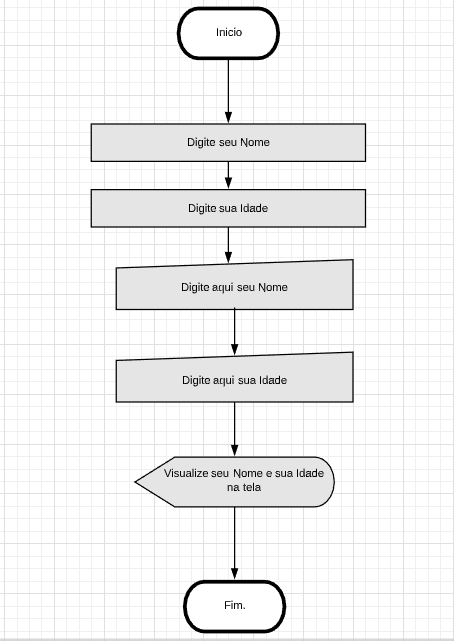 Inicio
Digite seu Nome
Digite sua Idade
Digite aqui seu Nome
Digite aqui sua Idade
Visualize seu Nome e sua Idade
na tela
Fim.